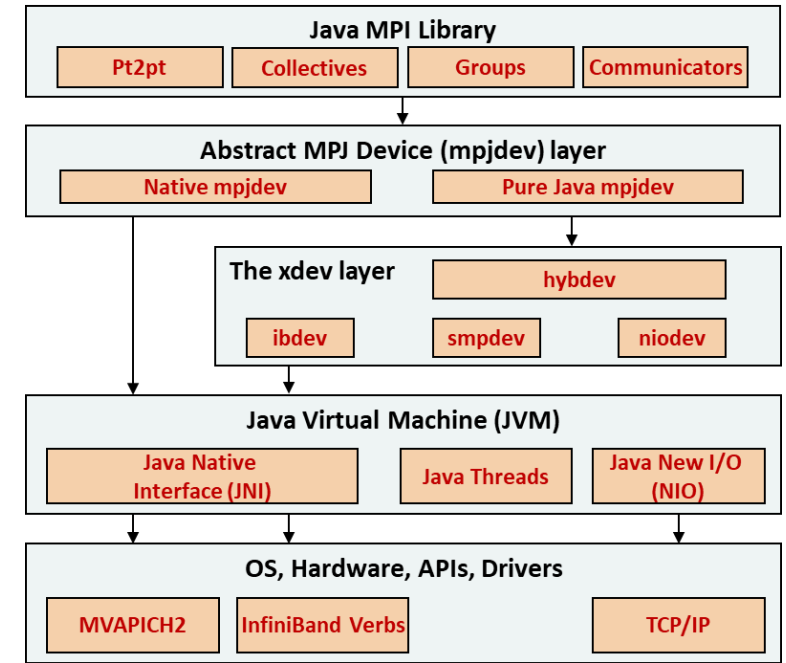 Java MPI Library
Pt2pt
Collectives
Groups
Communicators
Abstract MPJ Device (mpjdev) layer
Native mpjdev
Pure Java mpjdev
The xdev layer
hybdev
ibdev
smpdev
niodev
Java Virtual Machine (JVM)
Java Native
Interface (JNI)
Java Threads
Java New I/O
(NIO)
OS, Hardware, APIs, Drivers
MVAPICH2
InfiniBand Verbs
TCP/IP